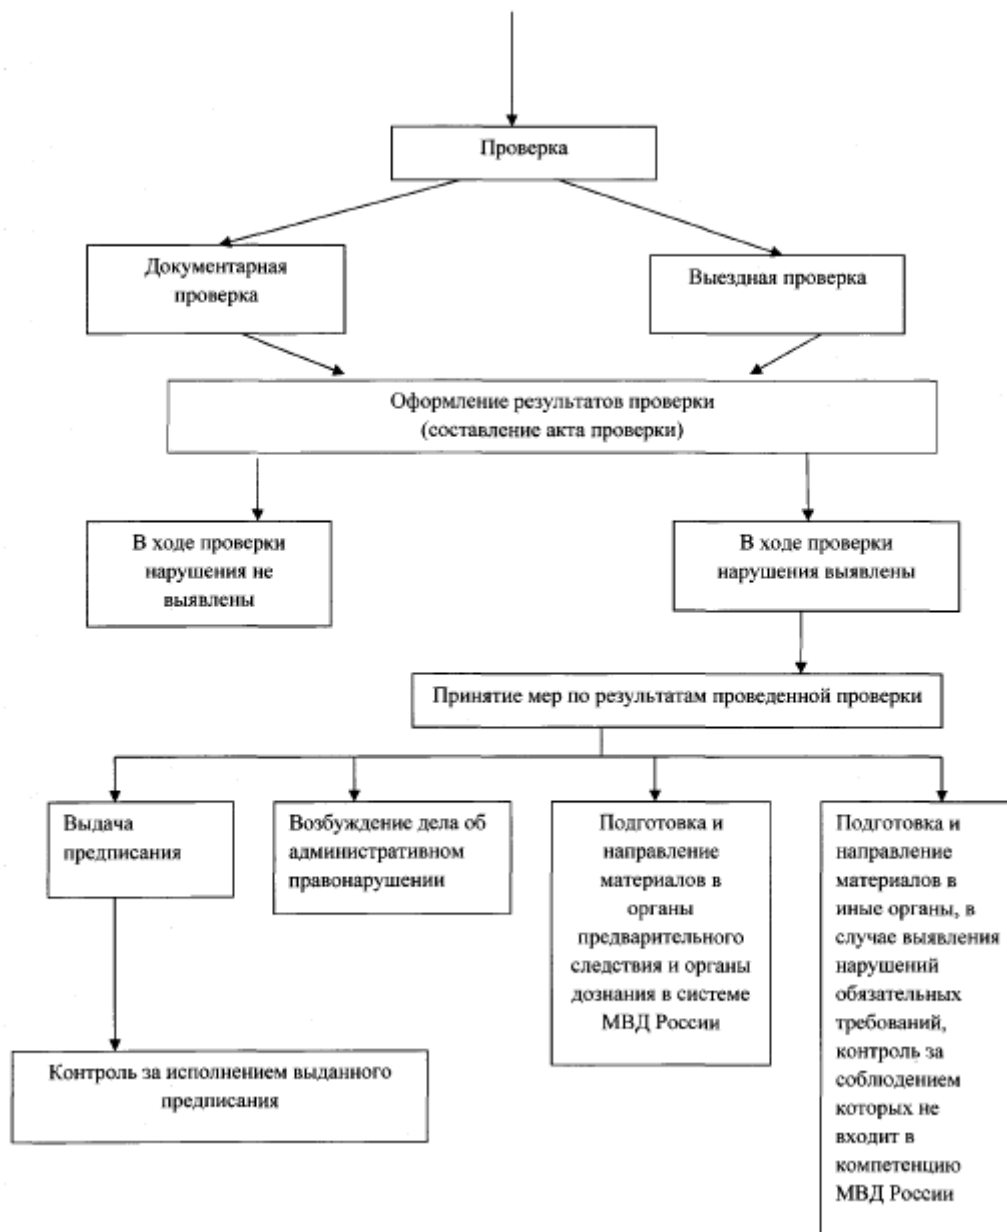 Проверка
Документарная
проверка
Выездная проверка
Оформление результатов проверки
(составление акта проверки)
В ходе проверки
нарушения не
выявлены
В ходе проверки
нарушения выявлены
Принятие мер по результатам проведенной проверки
Выдача
предписания
Возбуждение дела об
административном
правонарушении
Подготовка и
направление
материалов в
органы
предварительного
следствия и органы
дознания в системе
МВД России
Подготовка и
направление
материалов в
иные органы, в
случае выявления
нарушений
обязательных
требований,
контроль за
соблюдением
которых не
входит в
компетенцию
МВД России
Контроль за исполнением выданного
предписания